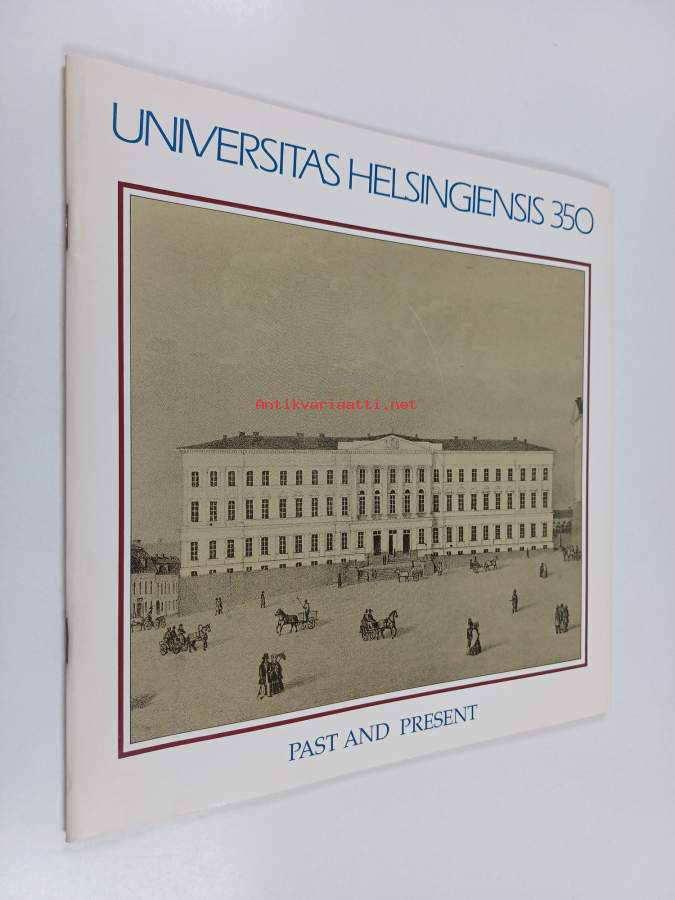 UNIVERSITAS HELSINGIENSIS 350
Antikvariaatti.net
PAST AND PRESENT